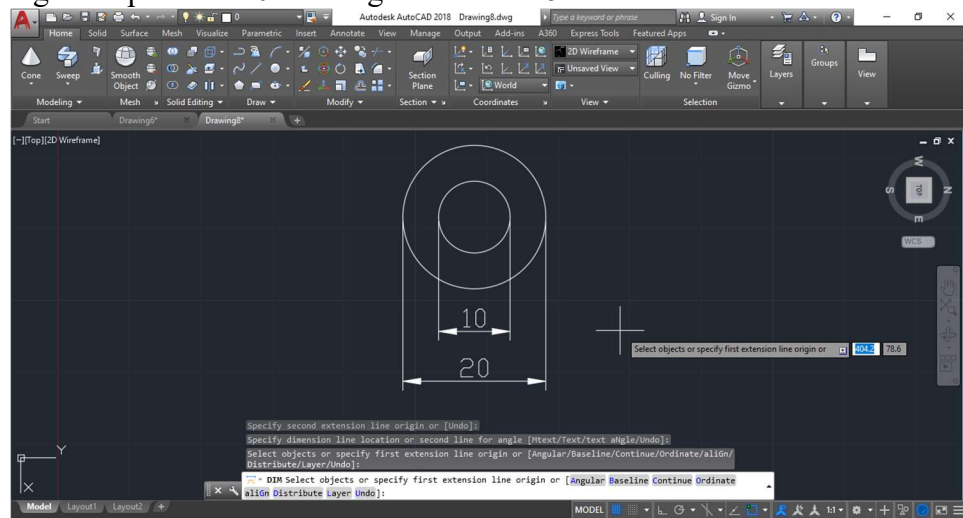 0
Autodesk AutoCAD 2018 Drawing8.dwg
Type a keyword or phrase
Sign In
Home Solid Surface Mesh Visualize Parametric Insert Annotate View Manage Output Add-ins A360 Express Tools Featured Apps
Cone
Sweep
Smooth
Object
Section
Plane
World
2D Wireframe
Unsaved View
Culling
No Filter
Move
Gizmo
Layers
Groups
View
Modeling Mesh Solid Editing Draw Modify Section Coordinates View Selection
Start Drawing6* Drawing8* +
[−][Top][2D Wireframe]
W
S TOP N
E
WCS
10
20
Select objects or specify first extension line origin or 404.2 78.6
Specify second extension line origin or [Undo]:
Specify dimension line location or second line for angle [Mtext/Text/text aNgle/Undo]:
Select objects or specify first extension line origin or [Angular/Baseline/Continue/Ordinate/aliGn/
Distribute/Layer/Undo]:
DIM Select objects or specify first extension line origin or [Angular Baseline Continue Ordinate
aliGn Distribute Layer Undo]:
Y
X
Model Layout1 Layout2 +
MODEL 1:1